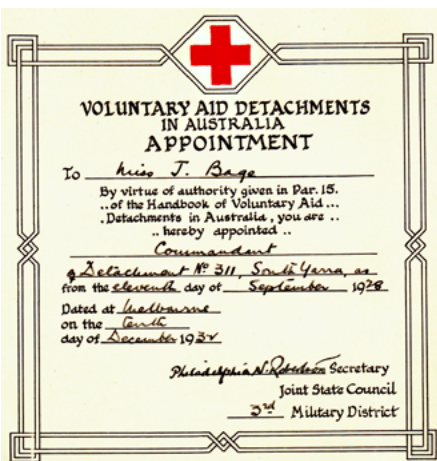 VOLUNTARY AID DETACHMENTS
IN AUSTRALIA
APPOINTMENT
To Miss J. Bage
By virtue of authority given in Par. 15.
..of the Handbook of Voluntary Aid...
.Detachments in Australia, you are ..
.. hereby appointed ..
Commandant
of Detachment No. 311, South Yarra, as
from the eleventh day of September 1928
Dated at Melbourne
on the tenth
day of December 1932
Philadelphia N. Robertson Secretary
Joint State Council
3rd Military District